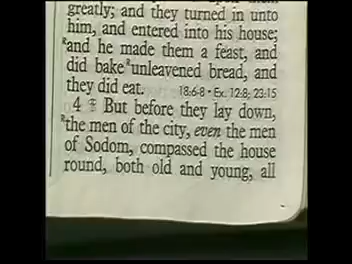 greatly; and they turned in unto
him, and entered into his house;
and he made them a feast, and
did bake unleavened bread, and
they did eat. 18:6-8 • Ex. 12:8; 23:15
4 ¶ But before they lay down,
the men of the city, even the men
of Sodom, compassed the house
round, both old and young, all